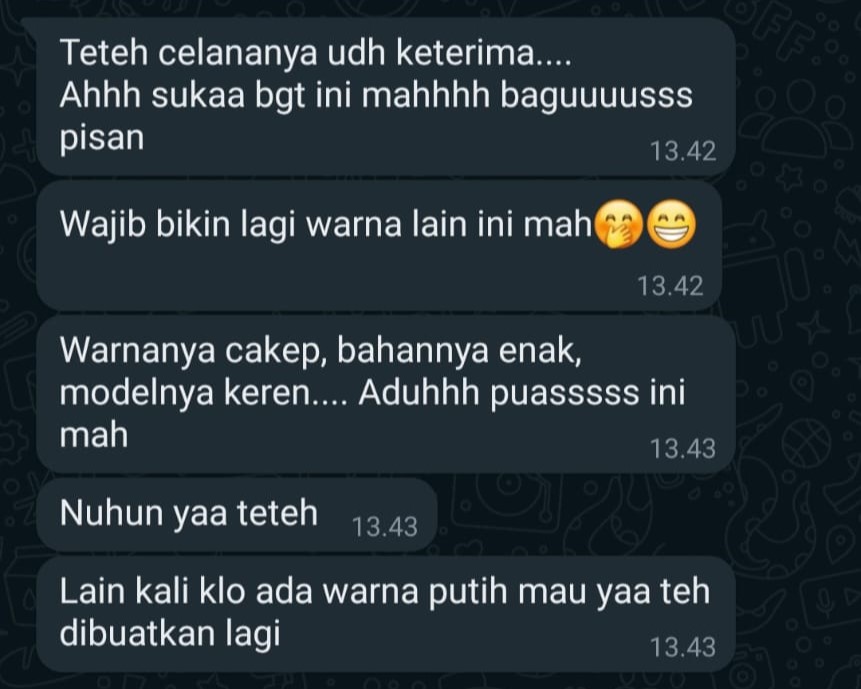 Teteh celananya udh keterima....
Ahhh sukaa bgt ini mahhhh baguuuusss
pisan
13.42
Wajib bikin lagi warna lain ini mah🤭😁
13.42
Warnanya cakep, bahannya enak,
modelnya keren.... Aduhhh puasssss ini
mah
13.43
Nuhun yaa teteh 13.43
Lain kali klo ada warna putih mau yaa teh
dibuatkan lagi
13.43